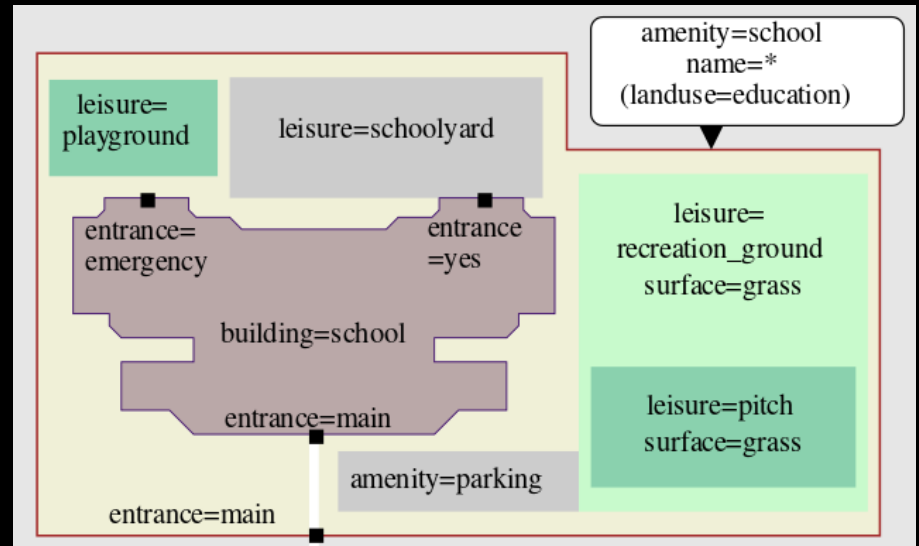 amenity=school
name=*
(landuse=education)
leisure=
playground
leisure=schoolyard
entrance=
emergency
entrance
=yes
leisure=
recreation_ground
surface=grass
building=school
leisure=pitch
surface=grass
entrance=main
amenity=parking
entrance=main